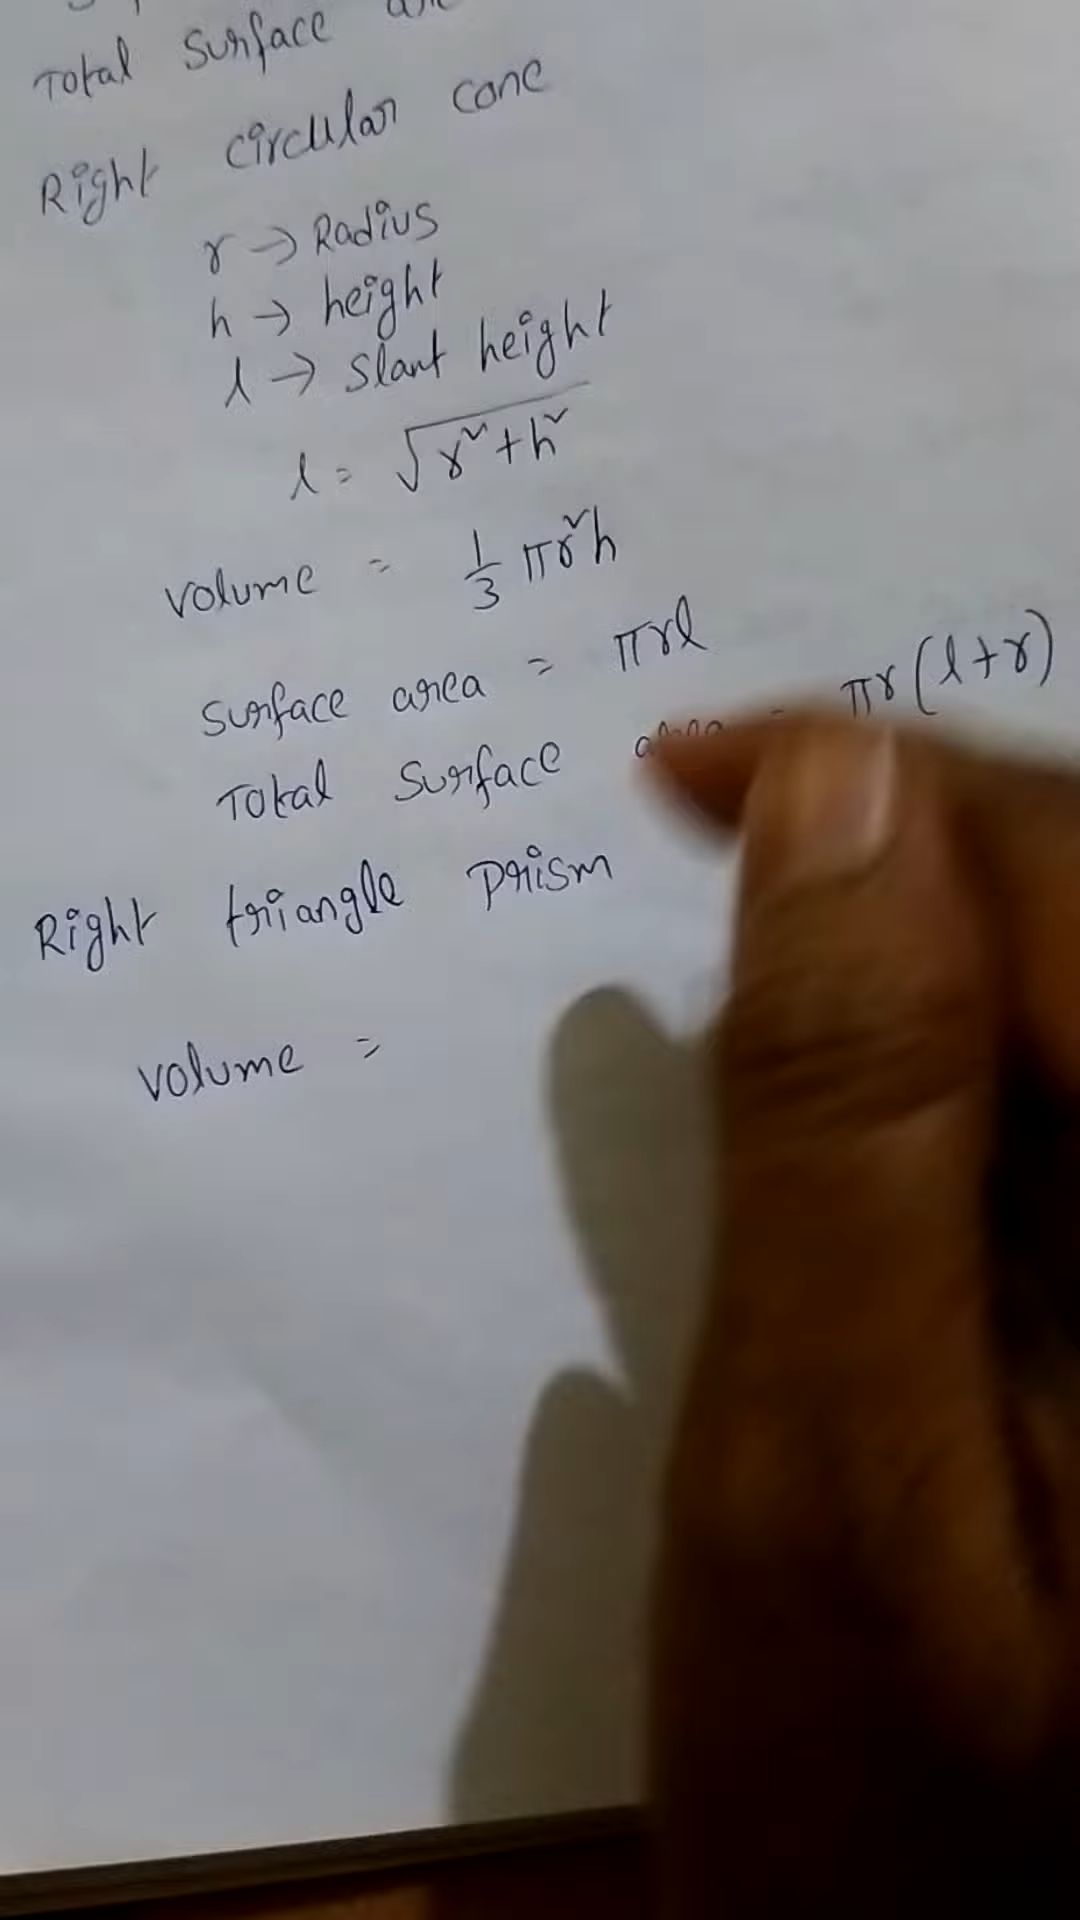 Total surface
Right circular cone
r → Radius
h → height
l → slant height
l = √r²+h²
volume = 1/3 πr²h
surface area = πrl
Total surface area = πr(l+r)
Right triangle prism
volume =